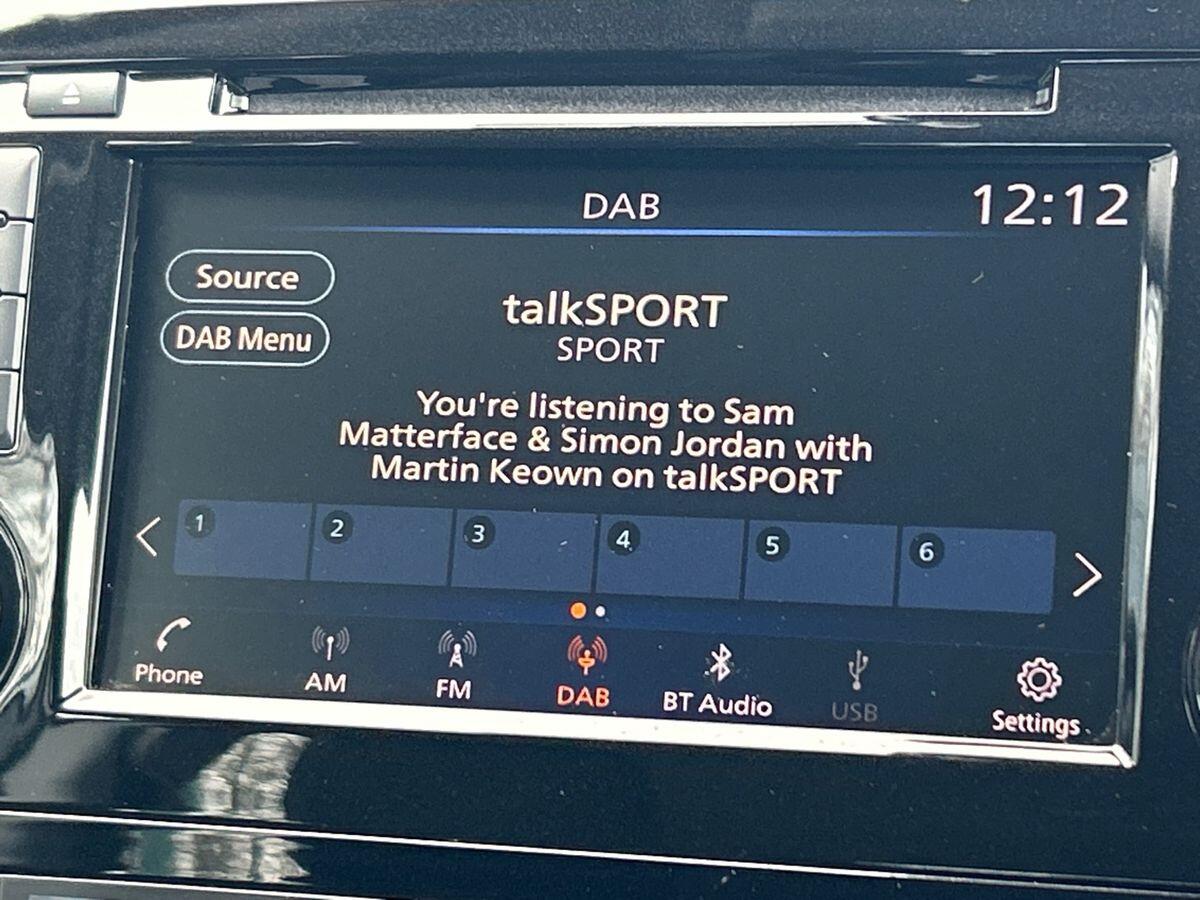 DAB
12:12
Source
talkSPORT
DAB Menu
SPORT
You're listening to Sam
Matterface & Simon Jordan with
Martin Keown on talkSPORT
1 2 3 4 5 6
Phone AM FM DAB BT Audio USB Settings